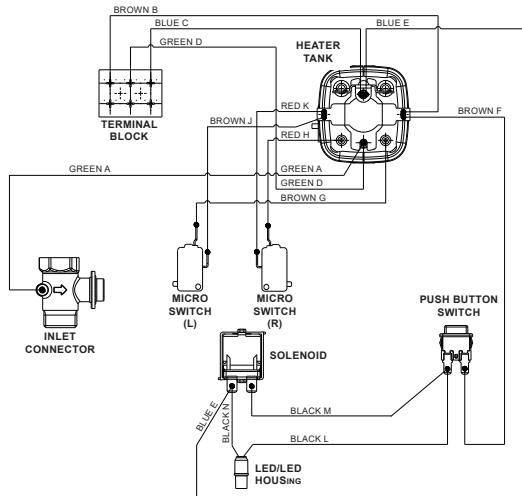 BROWN B
BLUE C
BLUE E
GREEN D
HEATER
TANK
RED K
BROWN F
TERMINAL
BLOCK
BROWN J
RED H
GREEN A
GREEN A
GREEN D
BROWN G
MICRO
SWITCH
(L)
MICRO
SWITCH
(R)
PUSH BUTTON
SWITCH
INLET
CONNECTOR
SOLENOID
BLUE E
BLACK N
BLACK M
BLACK L
LED/LED
HOUSING